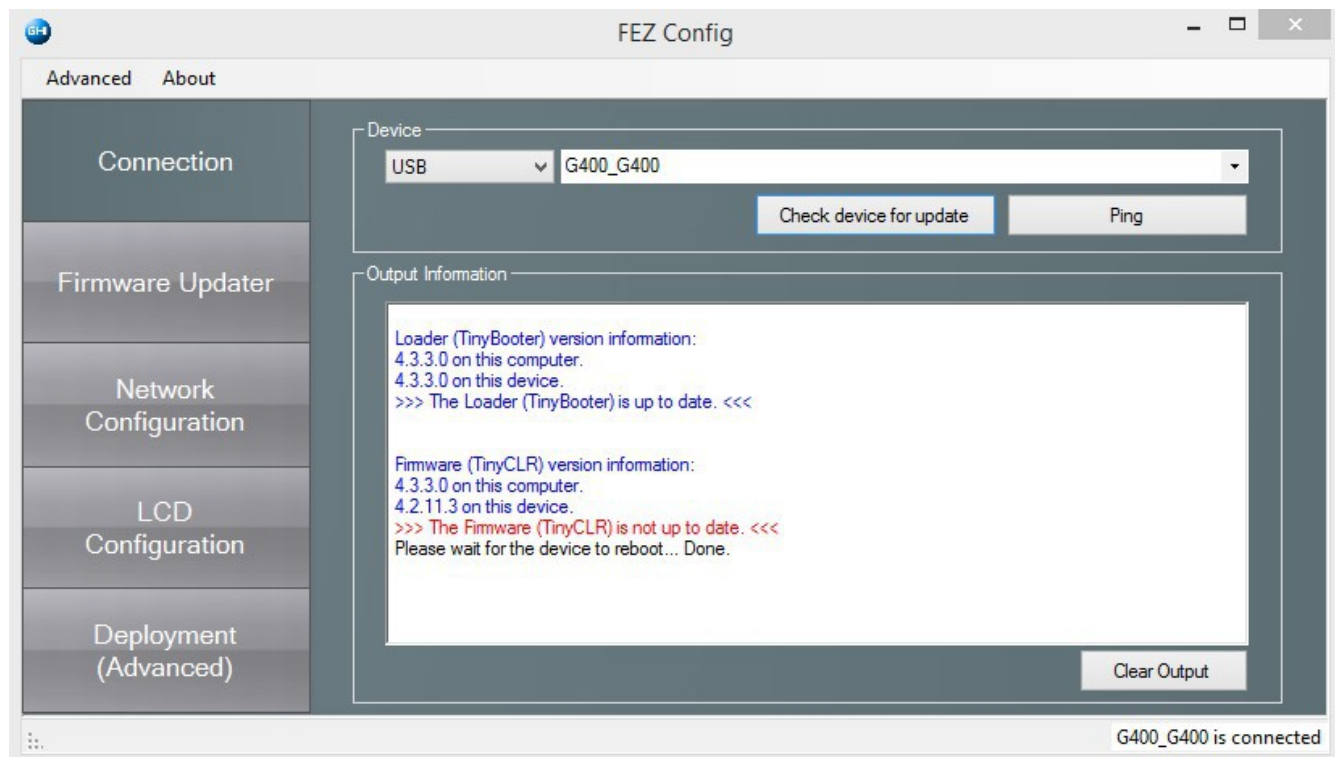 GHI
FEZ Config
Advanced About
Connection
Firmware Updater
Network
Configuration
LCD
Configuration
Deployment
(Advanced)
Device
USB
G400_G400
Check device for update
Ping
Output Information
Loader (TinyBooter) version information:
4.3.3.0 on this computer.
4.3.3.0 on this device.
>>> The Loader (TinyBooter) is up to date. <<<
Firmware (TinyCLR) version information:
4.3.3.0 on this computer.
4.2.11.3 on this device.
>>> The Firmware (TinyCLR) is not up to date. <<<
Please wait for the device to reboot... Done.
Clear Output
G400_G400 is connected